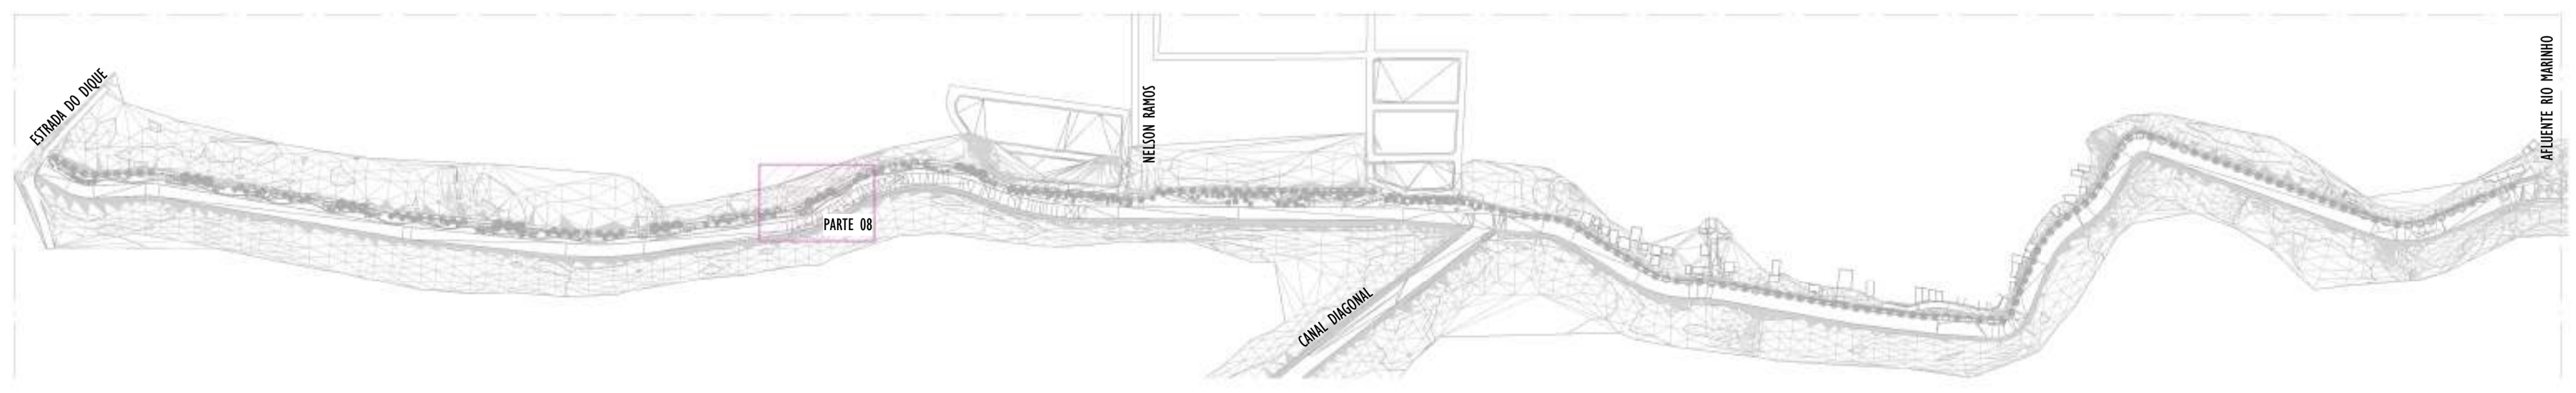 ESTRADA DO DIQUE
PARTE 08
NELSON RAMOS
CANAL DIAGONAL
AFLUENTE RIO MARINHO